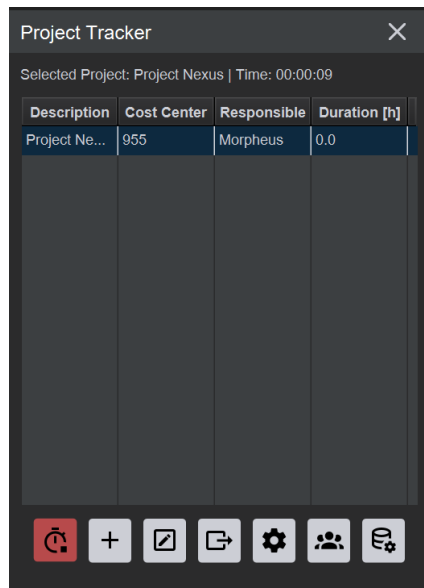 Project Tracker
Selected Project: Project Nexus | Time: 00:00:09
Description Cost Center Responsible Duration [h]
Project Ne... 955 Morpheus 0.0